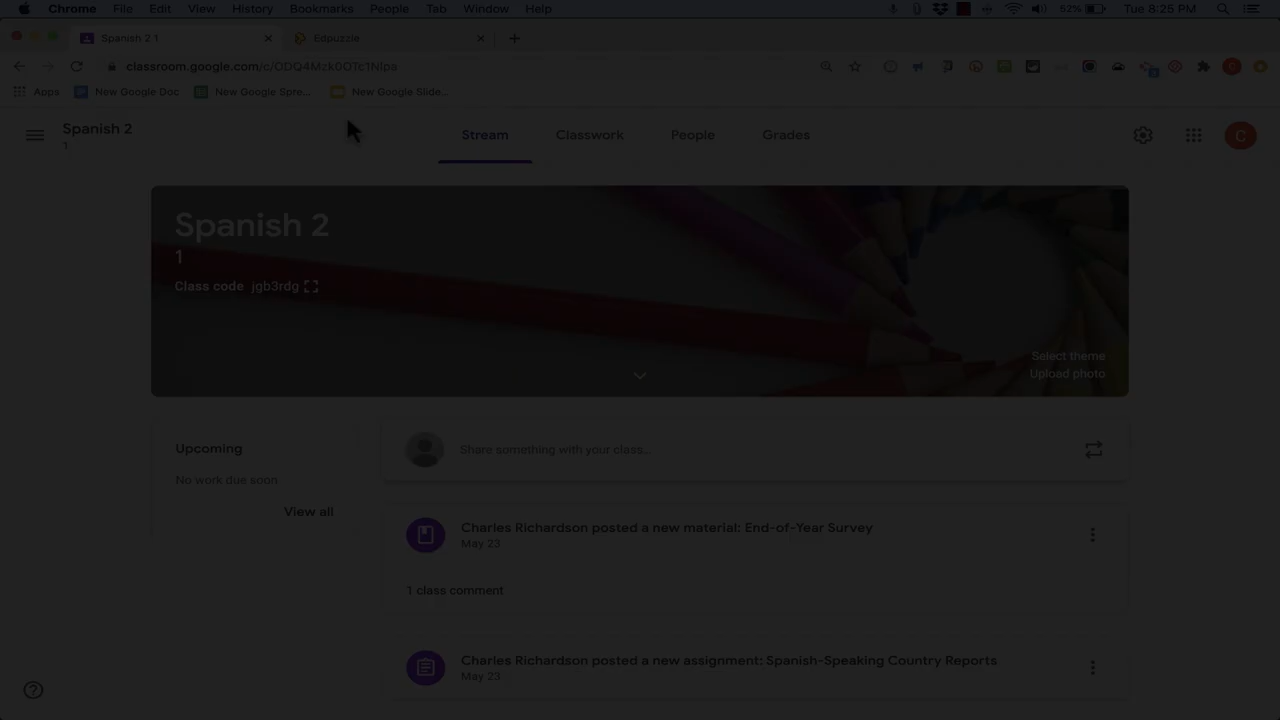 Chrome File Edit View History Bookmarks People Tab Window Help 52% Tue 8:25 PM
Spanish 2 1 Edpuzzle
classroom.google.com/c/
Apps New Google Doc New Google Spre... New Google Slide...
Spanish 2
1
Stream Classwork People Grades
C
Spanish 2
1
Class code jgb3rdg
Select theme
Upload photo
Upcoming
No work due soon
View all
Share something with your class...
Charles Richardson posted a new material: End-of-Year Survey
May 23
1 class comment
Charles Richardson posted a new assignment: Spanish-Speaking Country Reports
May 23